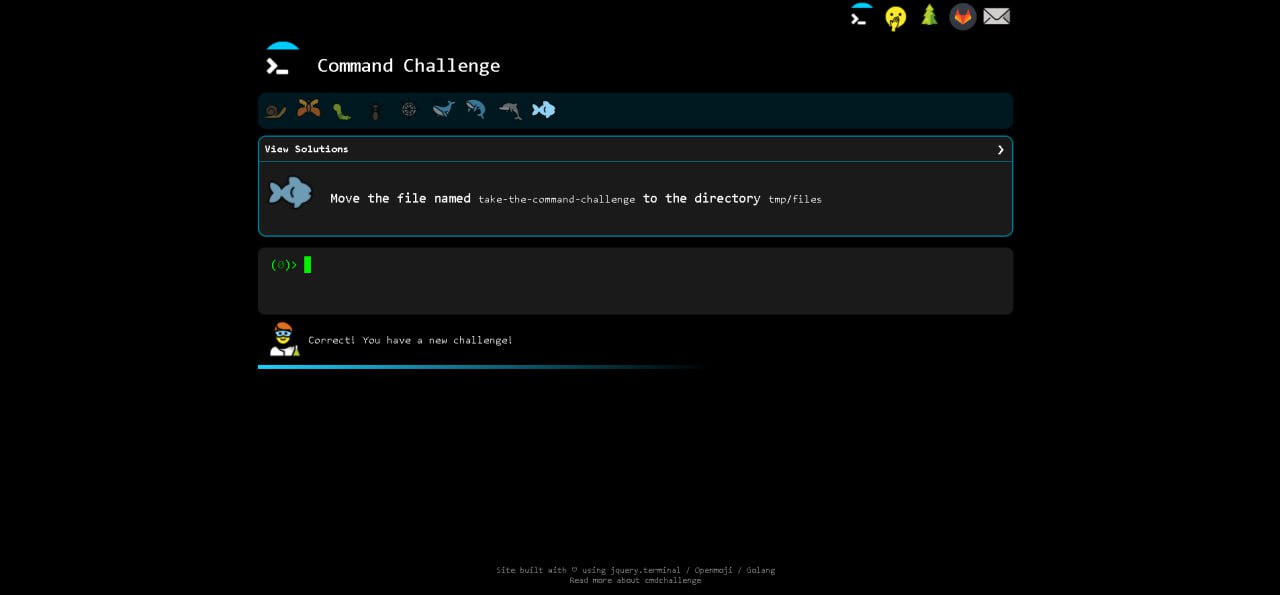 Command Challenge
View Solutions
Move the file named take-the-command-challenge to the directory tmp/files
(0)>
Correct! You have a new challenge!
Site built with ♡ using jquery.terminal / Openmoji / Golang
Read more about cmdchallenge